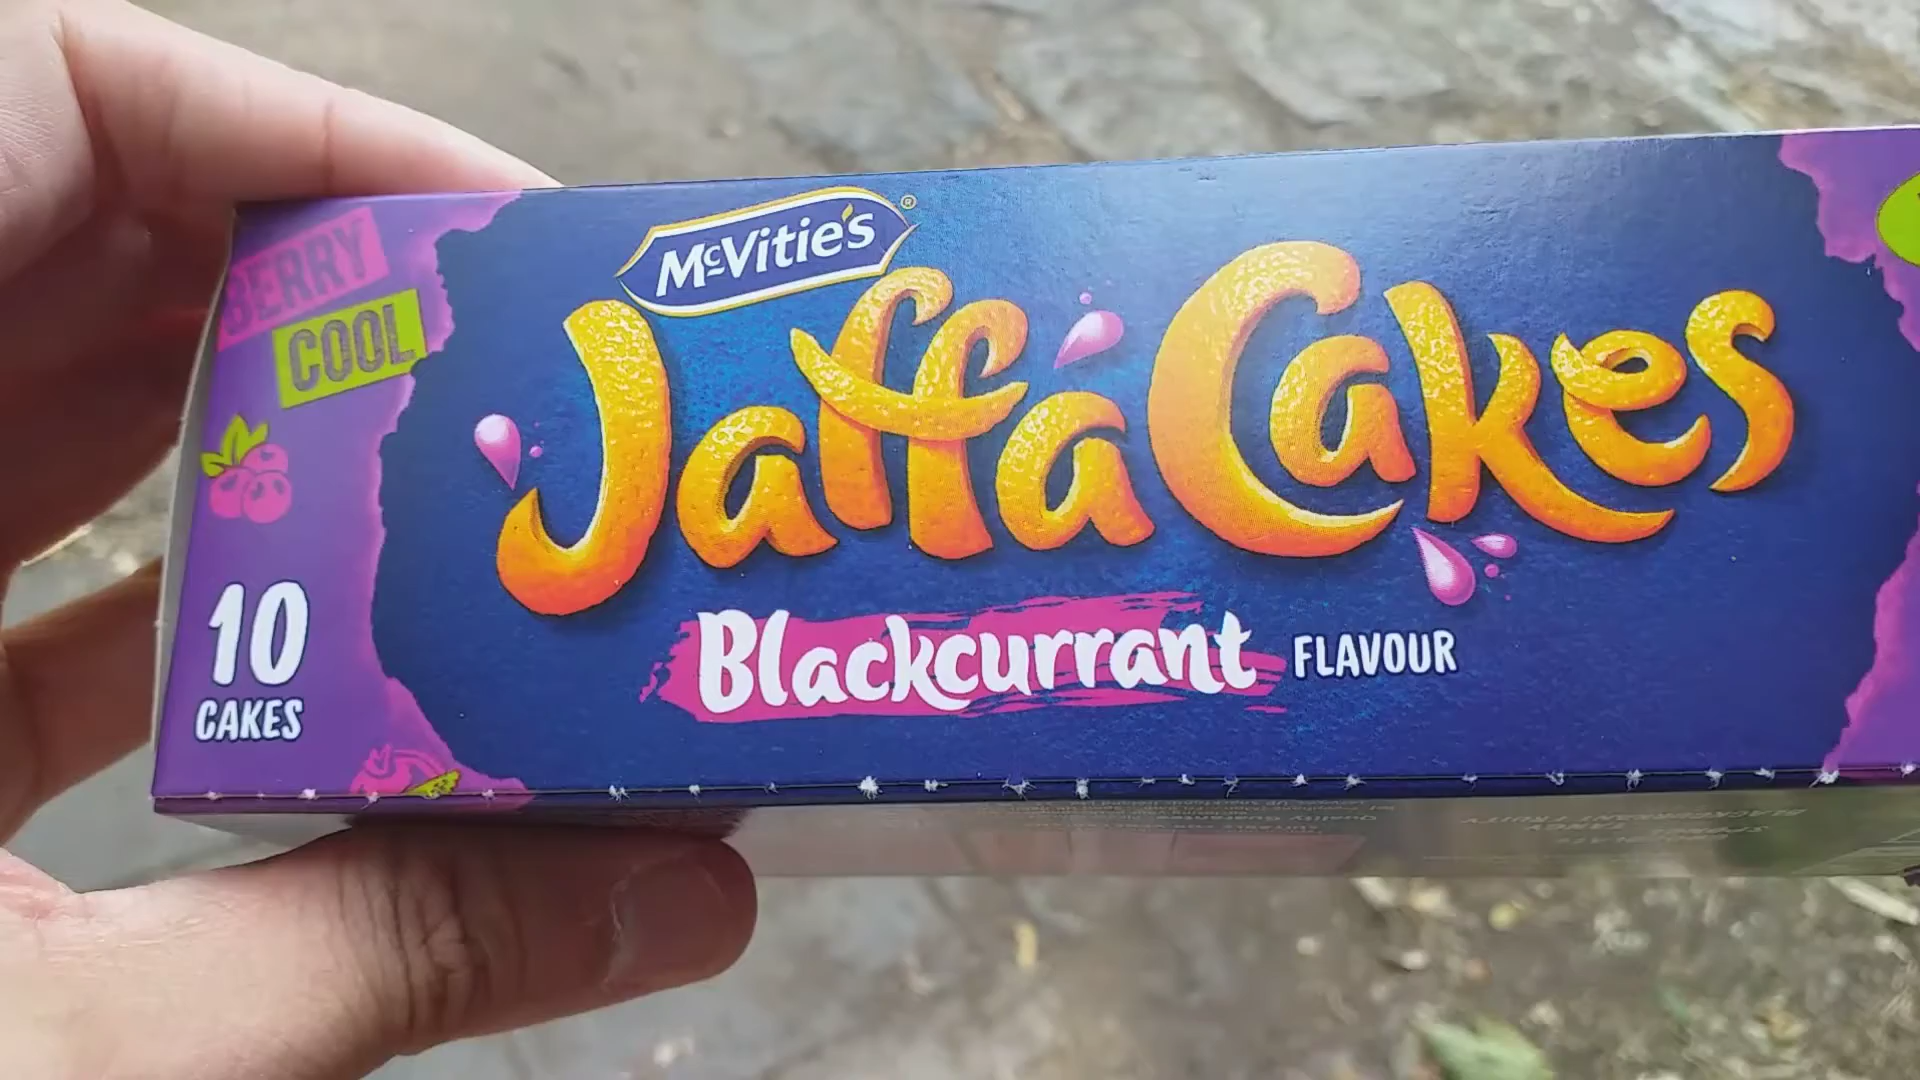 McVitie's®
BERRY
COOL
Jaffa Cakes
Blackcurrant FLAVOUR
10
CAKES